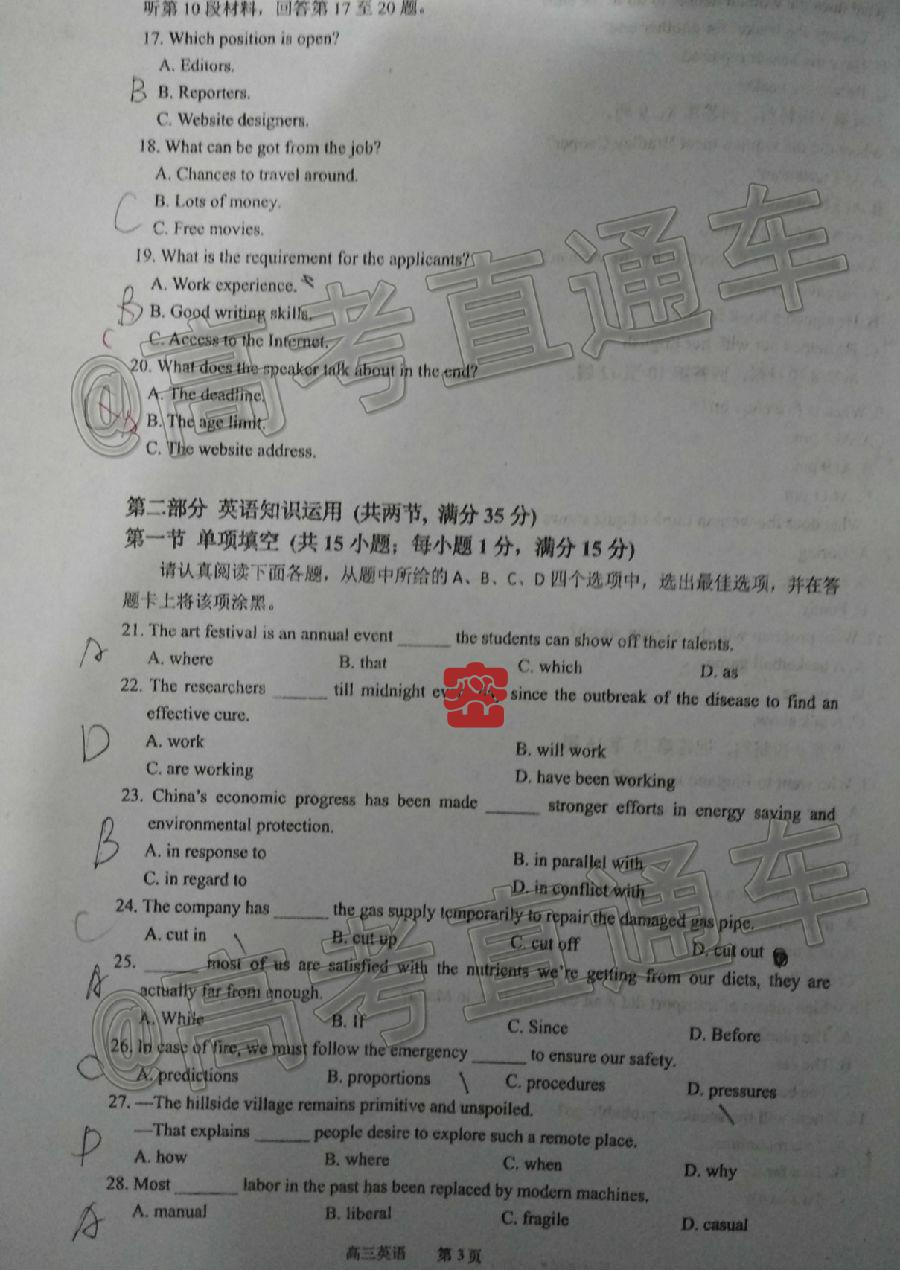 听第 10 段材料，回答第 17 至 20 题。
17. Which position is open?
A. Editors.
B B. Reporters.
C. Website designers.
18. What can be got from the job?
A. Chances to travel around.
B. Lots of money.
C C. Free movies.
19. What is the requirement for the applicants?
A. Work experience.
B B. Good writing skills.
C C. Access to the Internet.
20. What does the speaker talk about in the end?
A. The deadline.
A B. The age limit.
C. The website address.
@高考直通车
第二部分 英语知识运用 (共两节, 满分 35 分)
第一节 单项填空 (共 15 小题；每小题 1 分，满分 15 分)
请认真阅读下面各题，从题中所给的 A、B、C、D 四个选项中，选出最佳选项，并在答
题卡上将该项涂黑。
21. The art festival is an annual event ______ the students can show off their talents.
A A. where B. that C. which D. as
22. The researchers ______ till midnight since the outbreak of the disease to find an
effective cure.
D A. work B. will work
C. are working D. have been working
23. China's economic progress has been made ______ stronger efforts in energy saving and
environmental protection.
B A. in response to B. in parallel with
C. in regard to D. in conflict with
24. The company has ______ the gas supply temporarily to repair the damaged gas pipe.
C A. cut in B. cut up C. cut off D. cut out
25. ______ most of us are satisfied with the nutrients we're getting from our diets, they are
A actually far from enough.
A. While B. If C. Since D. Before
26. In case of fire, we must follow the emergency ______ to ensure our safety.
C A. predictions B. proportions C. procedures D. pressures
27. —The hillside village remains primitive and unspoiled.
—That explains ______ people desire to explore such a remote place.
D A. how B. where C. when D. why
28. Most ______ labor in the past has been replaced by modern machines.
A A. manual B. liberal C. fragile D. casual
@高考直通车
高三英语 第 3 页